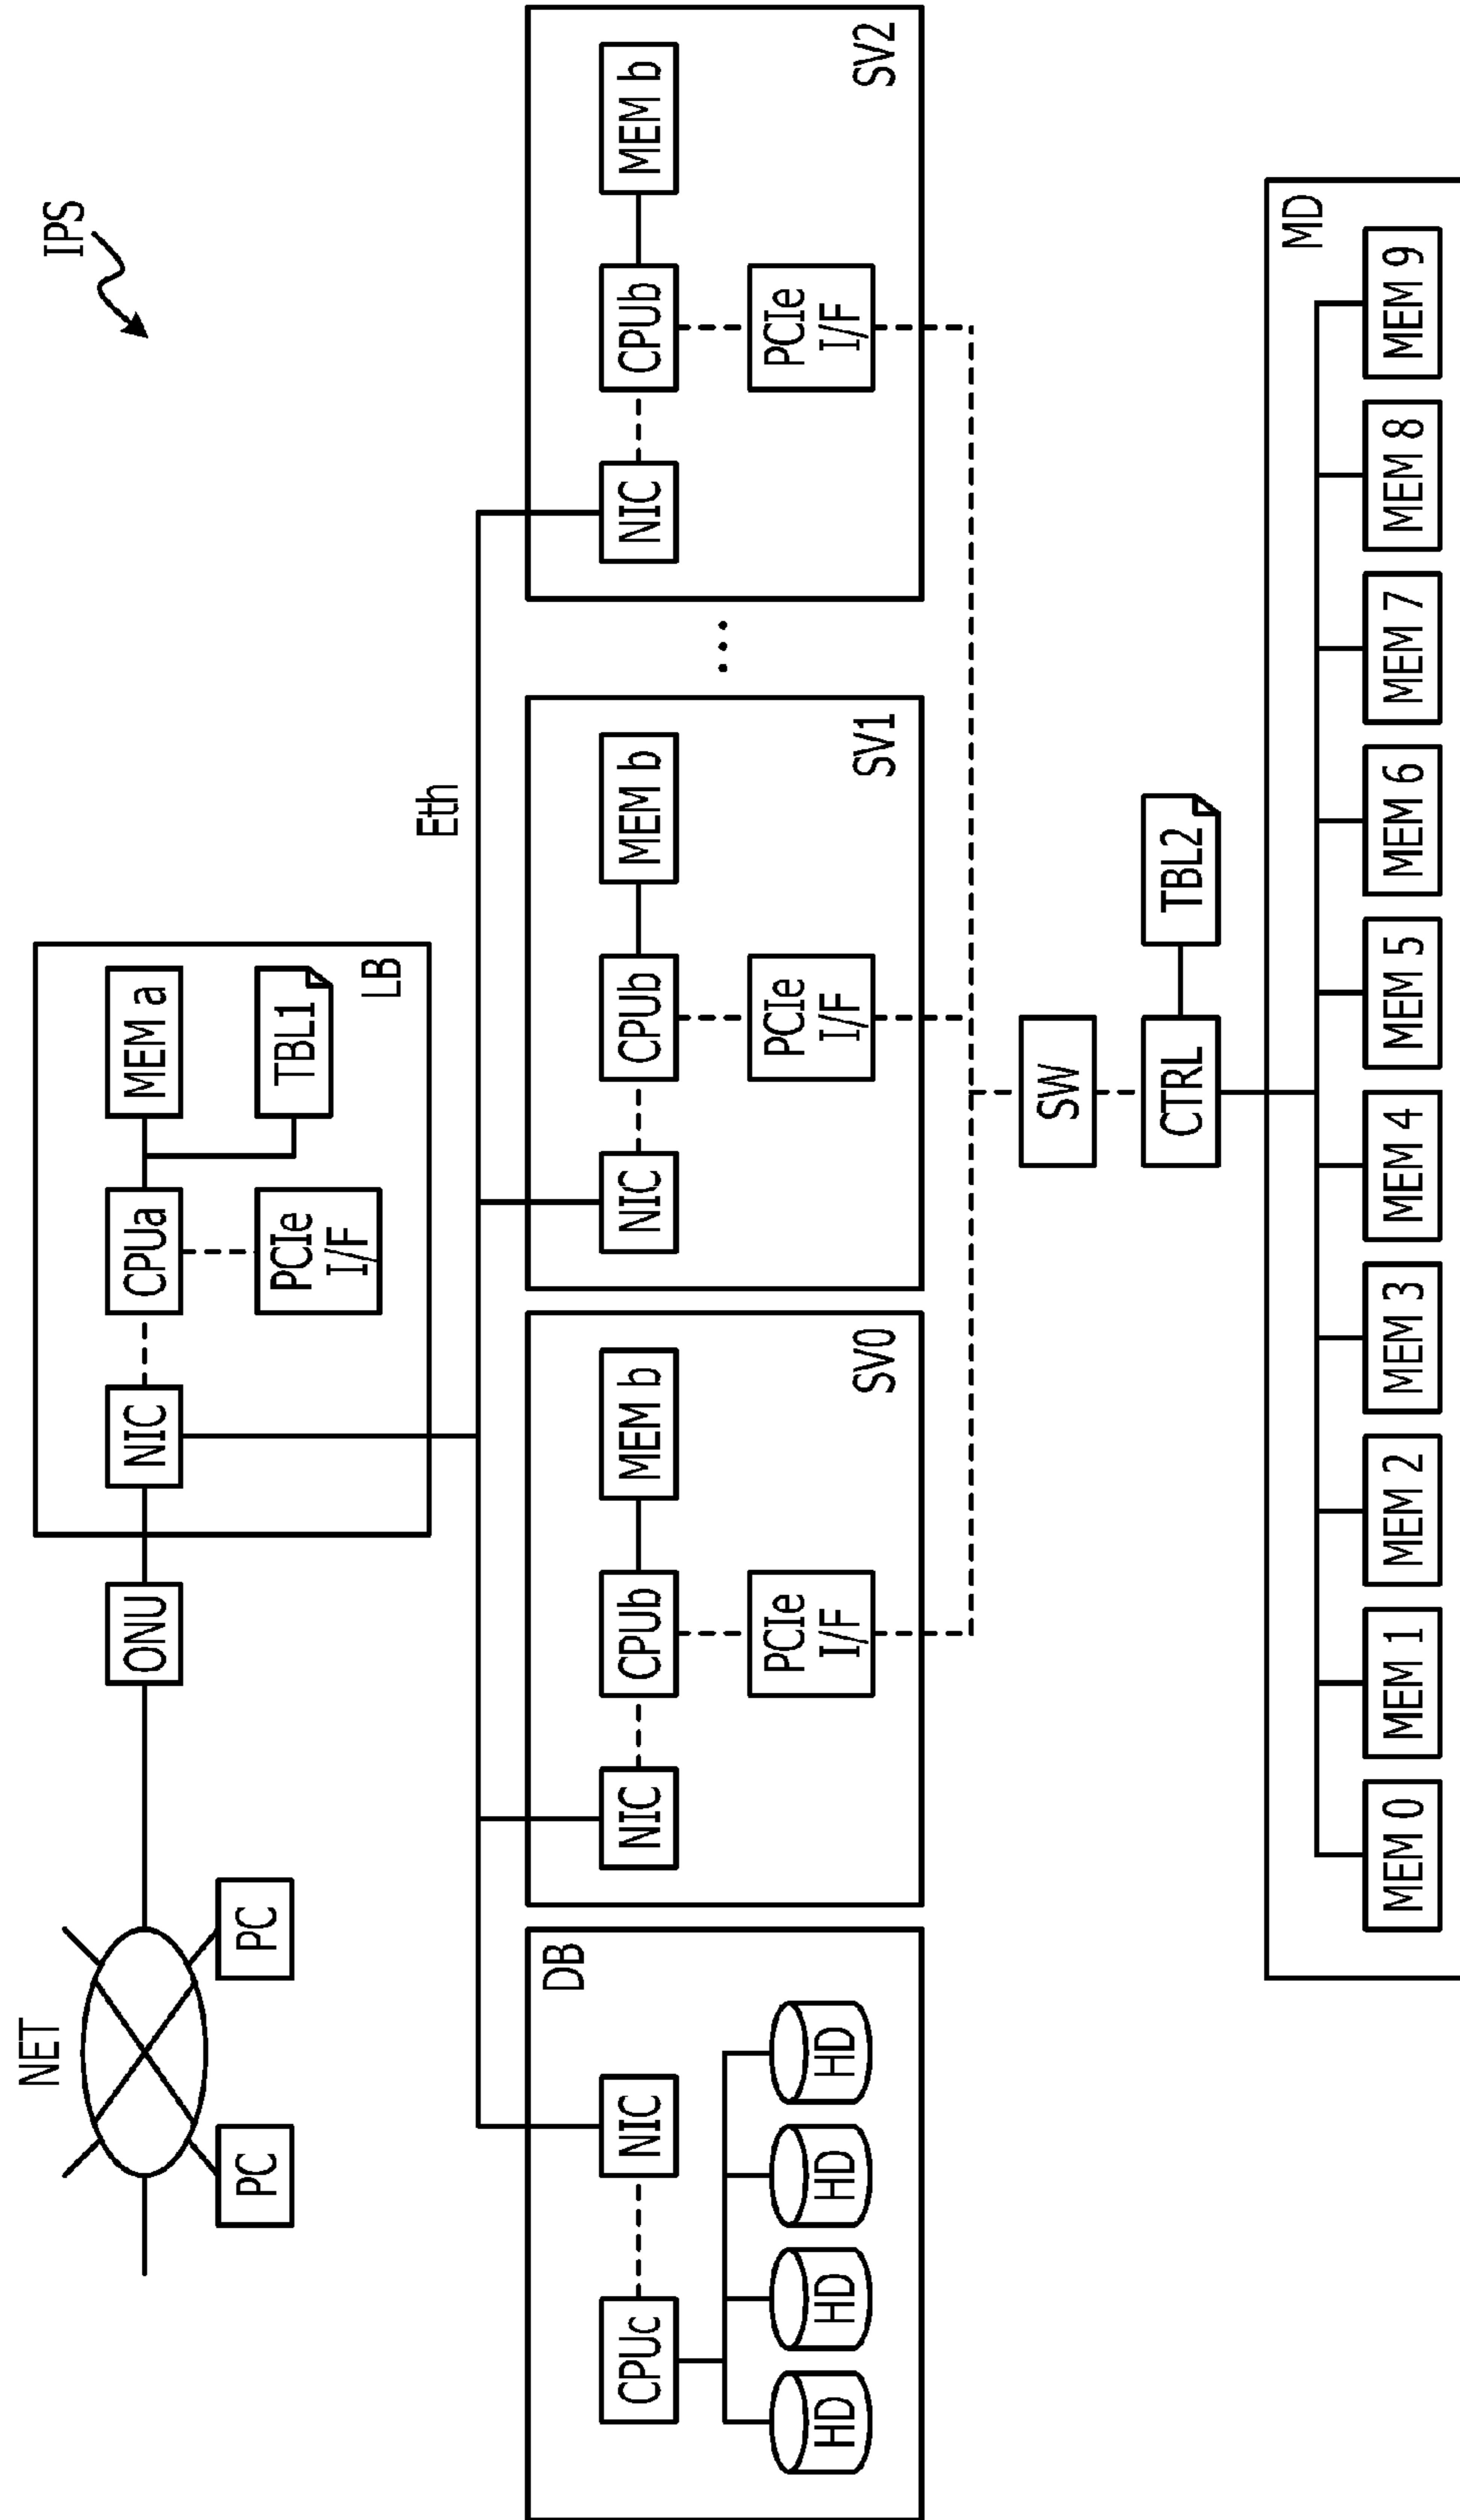 NET
PC
PC
ONU
IPS
NIC
CPUa
MEM a
PCIe
I/F
TBL1
LB
Eth
DB
CPUc
NIC
HD
HD
HD
HD
NIC
CPUb
MEM b
PCIe
I/F
SV0
NIC
CPUb
MEM b
PCIe
I/F
SV1
...
NIC
CPUb
MEM b
PCIe
I/F
SV2
SW
CTRL
TBL2
MD
MEM 0
MEM 1
MEM 2
MEM 3
MEM 4
MEM 5
MEM 6
MEM 7
MEM 8
MEM 9